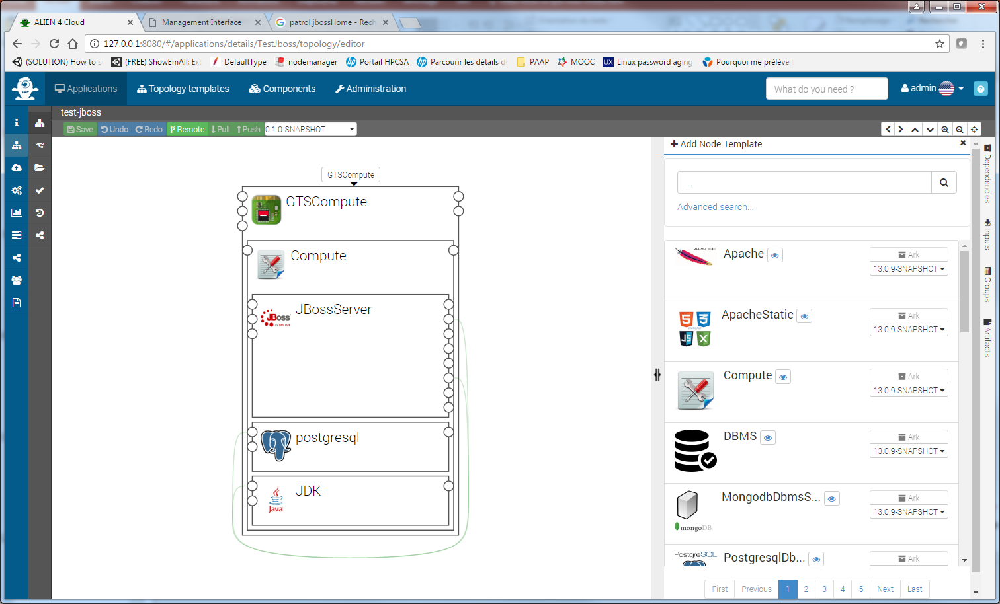 ALIEN 4 Cloud
Management Interface
patrol jbossHome - Rech
127.0.0.1:8080/#/applications/details/TestJboss/topology/editor
(SOLUTION) How to s
(FREE) ShowEmAll: Ext
DefaultType
nodemanager
Portail HPCSA
Parcourir les détails d
PAAP
MOOC
UX
Linux password aging
Pourquoi me prélève
Applications
Topology templates
Components
Administration
What do you need ?
admin
test-jboss
Save
Undo
Redo
Remote
Pull
Push
0.1.0-SNAPSHOT
GTSCompute
GTSCompute
Compute
JBoss
by Red Hat
JBossServer
postgresql
Java
JDK
Add Node Template
...
Advanced search...
APACHE
Apache
Ark
13.0.9-SNAPSHOT
ApacheStatic
Ark
13.0.9-SNAPSHOT
Compute
Ark
13.0.9-SNAPSHOT
DBMS
Ark
13.0.9-SNAPSHOT
mongoDB
MongodbDbmsS...
Ark
13.0.9-SNAPSHOT
PostgreSQL
PostgresqlDb...
Ark
First
Previous
1
2
3
4
5
Next
Last
Dependencies
Inputs
Groups
Artifacts